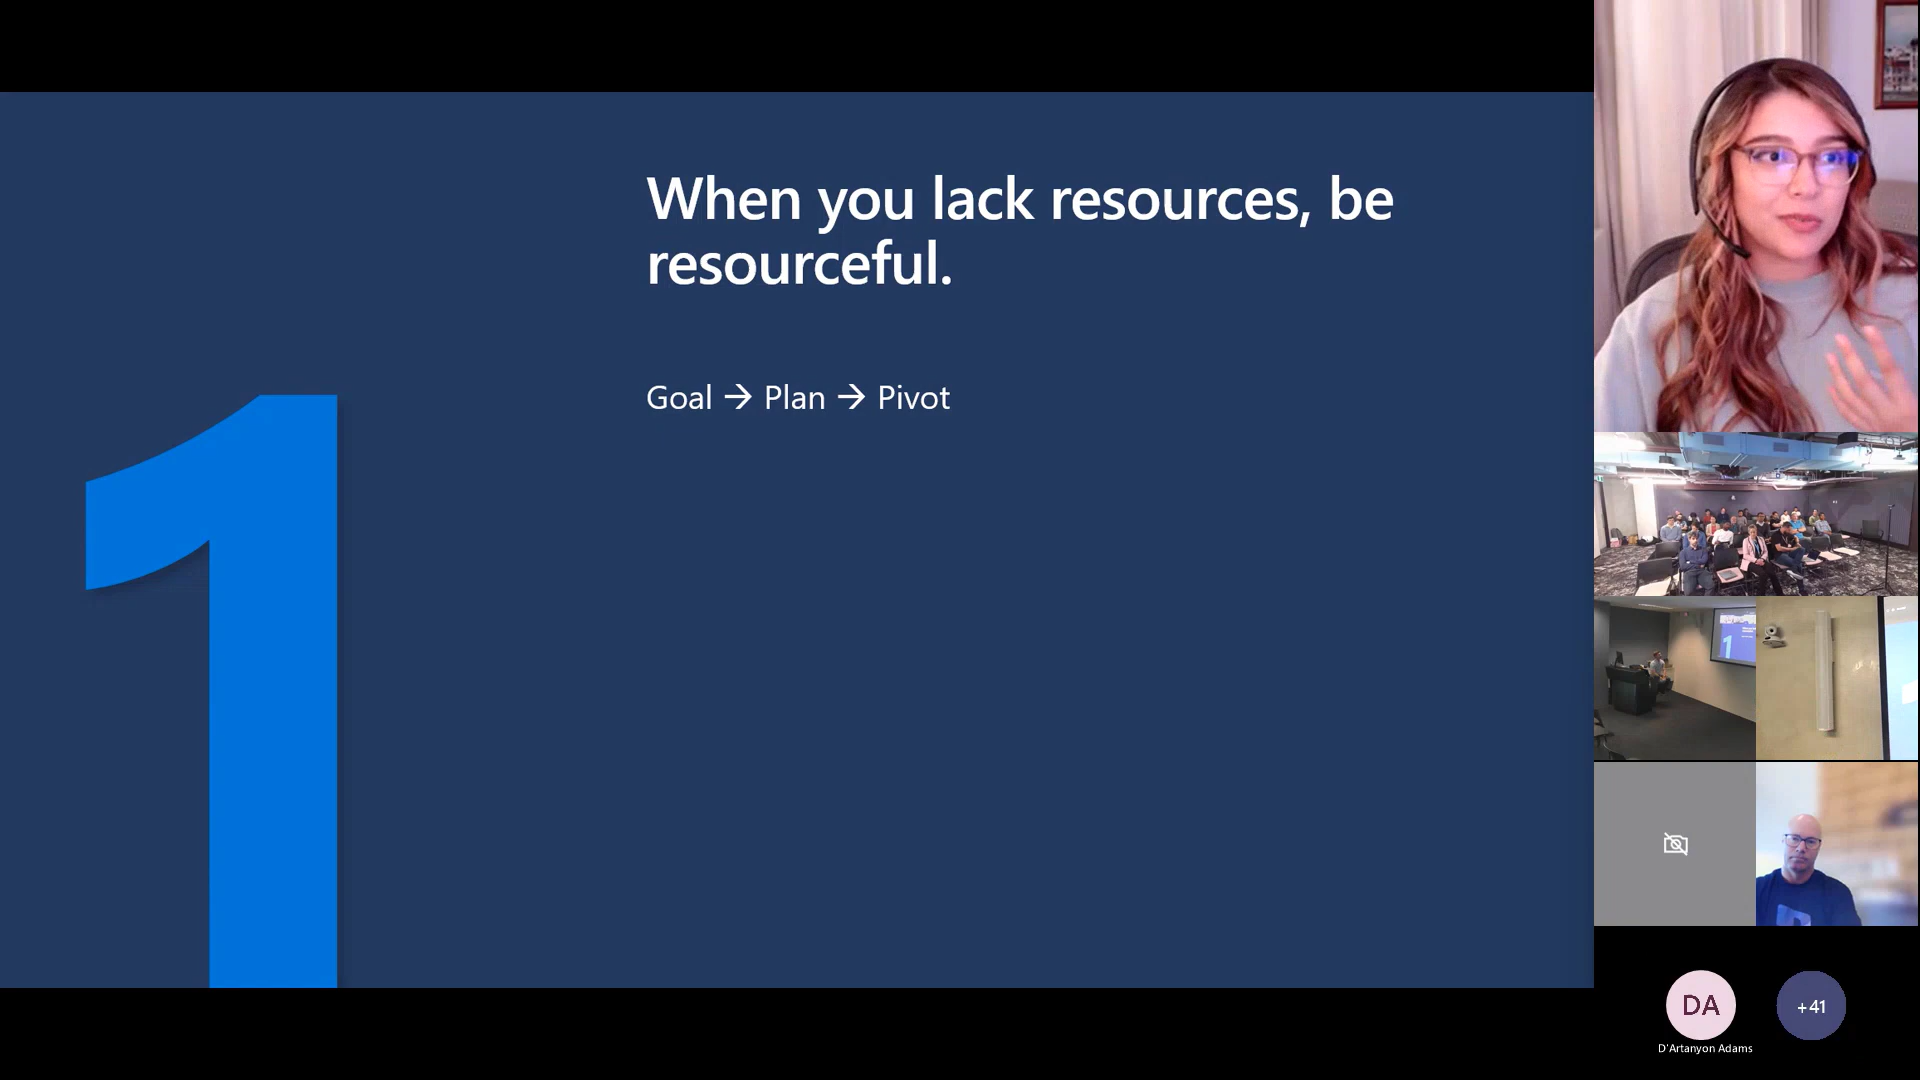 When you lack resources, be
resourceful.
Goal → Plan → Pivot
1
DA
D'Artanyon Adams
+41